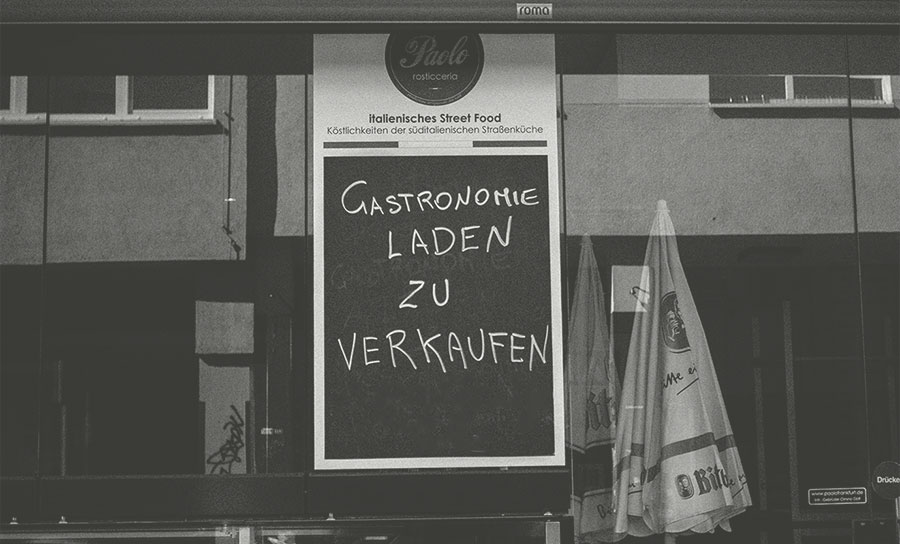 roma
Paolo
rosticceria
Italienisches Street Food
Köstlichkeiten der süditalienischen Straßenküche
GASTRONOMIE
LADEN
ZU
VERKAUFEN
Bit
Bit
www.paolofrankfurt.de
Drücke